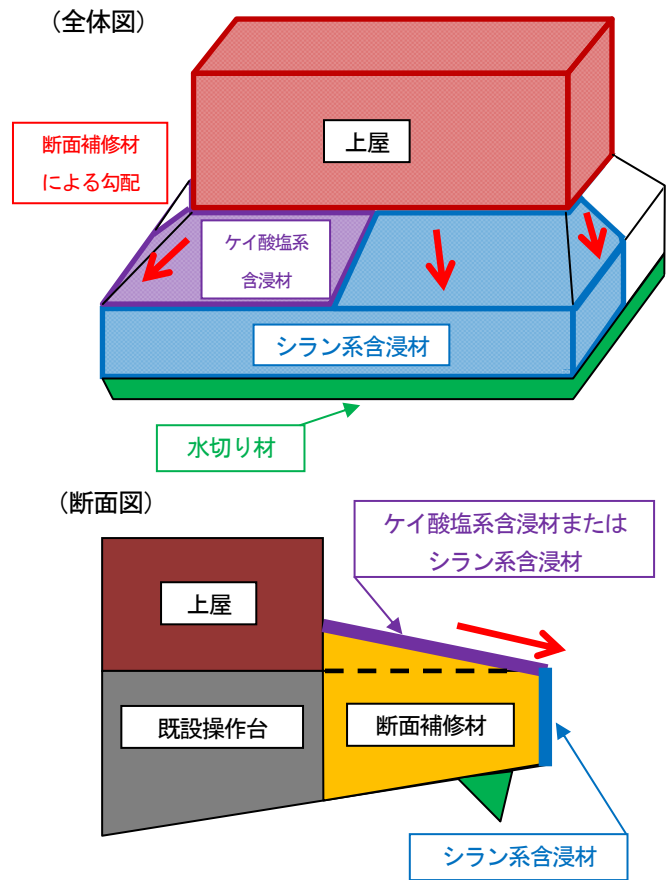 (全体図)
上屋
断面補修材
による勾配
ケイ酸塩系
含浸材
シラン系含浸材
水切り材
(断面図)
ケイ酸塩系含浸材または
シラン系含浸材
上屋
既設操作台
断面補修材
シラン系含浸材